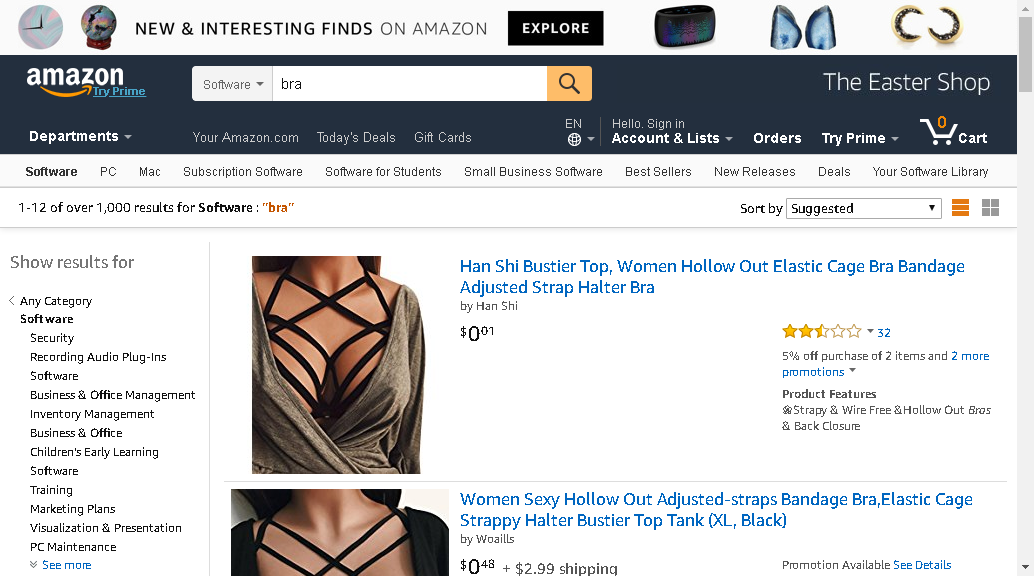 NEW & INTERESTING FINDS ON AMAZON EXPLORE
amazon
Try Prime
Software
bra
The Easter Shop
Departments
Your Amazon.com Today's Deals Gift Cards
EN
Hello. Sign in
Account & Lists
Orders
Try Prime
0
Cart
Software PC Mac Subscription Software Software for Students Small Business Software Best Sellers New Releases Deals Your Software Library
1-12 of over 1,000 results for Software : "bra"
Sort by Suggested
Show results for
Any Category
Software
Security
Recording Audio Plug-Ins
Software
Business & Office Management
Inventory Management
Business & Office
Children's Early Learning
Software
Training
Marketing Plans
Visualization & Presentation
PC Maintenance
See more
Han Shi Bustier Top, Women Hollow Out Elastic Cage Bra Bandage
Adjusted Strap Halter Bra
by Han Shi
$0.01
32
5% off purchase of 2 items and 2 more
promotions
Product Features
❀Strapy & Wire Free &Hollow Out Bras
& Back Closure
Women Sexy Hollow Out Adjusted-straps Bandage Bra,Elastic Cage
Strappy Halter Bustier Top Tank (XL, Black)
by Woaills
$0.48 + $2.99 shipping
Promotion Available See Details